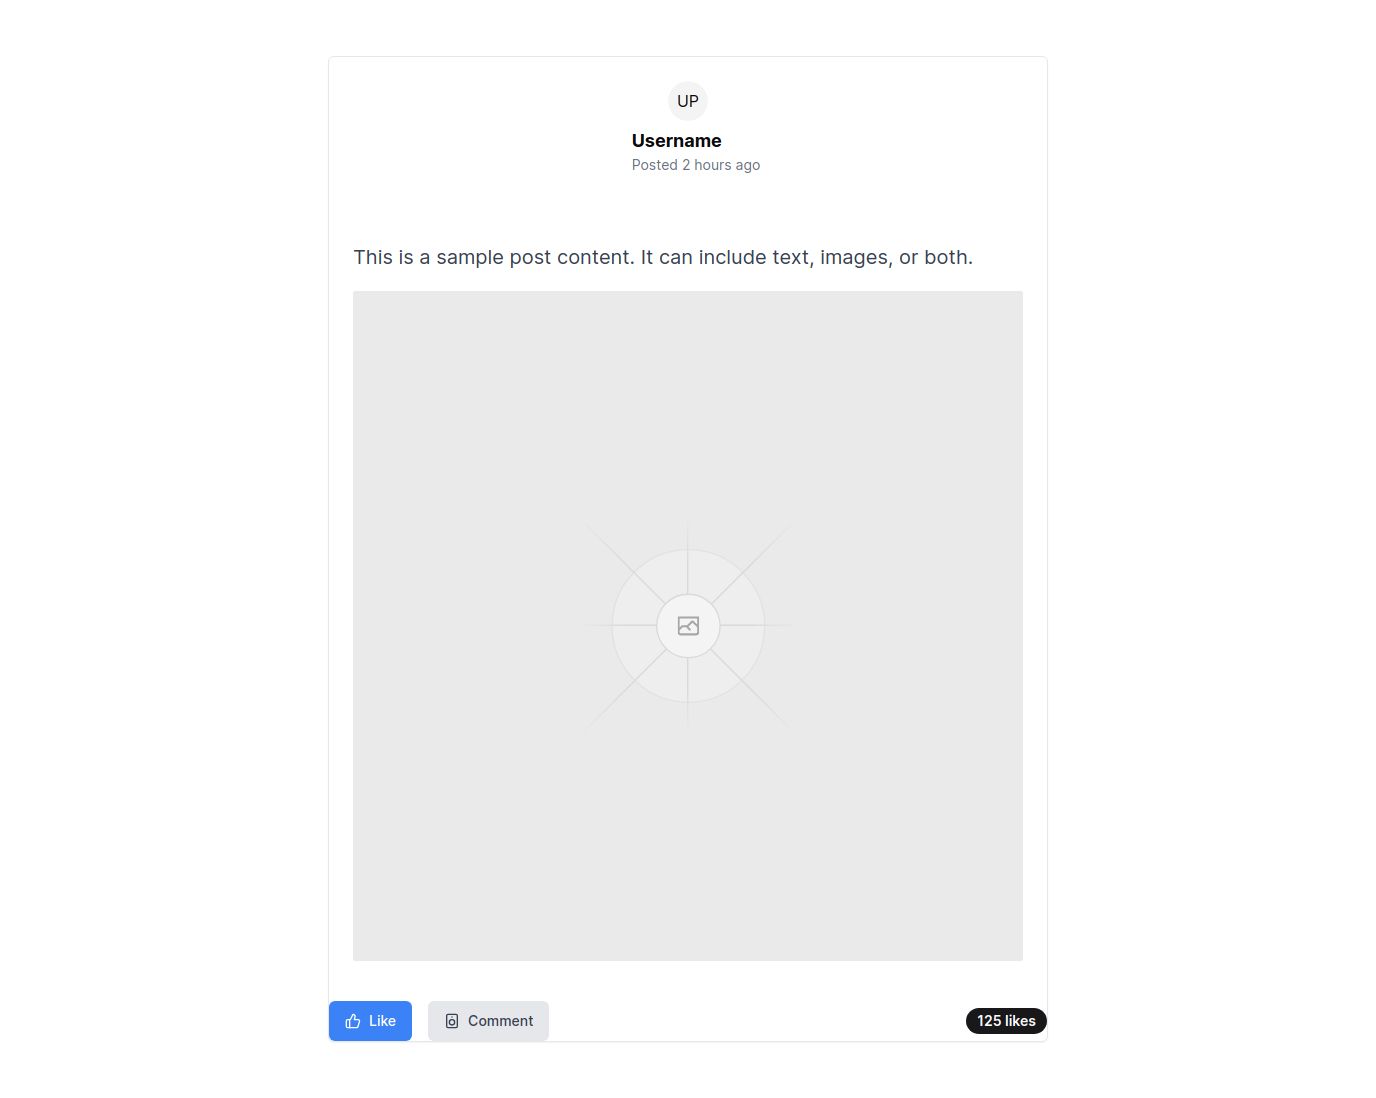 UP
Username
Posted 2 hours ago
This is a sample post content. It can include text, images, or both.
Like
Comment
125 likes